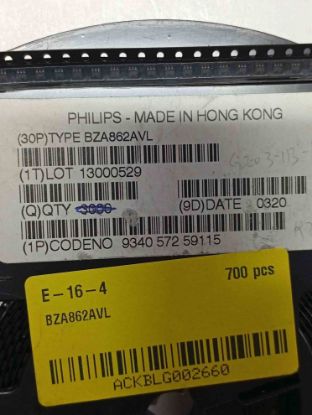 PHILIPS - MADE IN HONG KONG
(30P)TYPE BZA862AVL
(1T)LOT 13000529
(Q)QTY 3000
(9D)DATE 0320
(1P)CODENO 9340 572 59115
E-16-4
700 pcs
BZA862AVL
ACKBLG002660